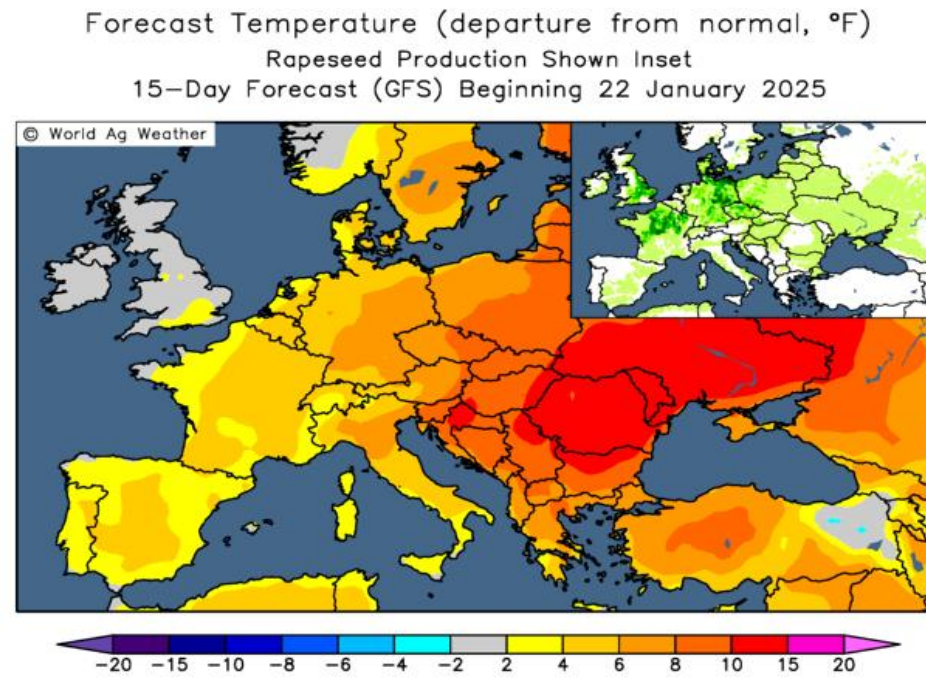 Forecast Temperature (departure from normal, °F)
Rapeseed Production Shown Inset
15-Day Forecast (GFS) Beginning 22 January 2025
© World Ag Weather
-20 -15 -10 -8 -6 -4 -2 2 4 6 8 10 15 20